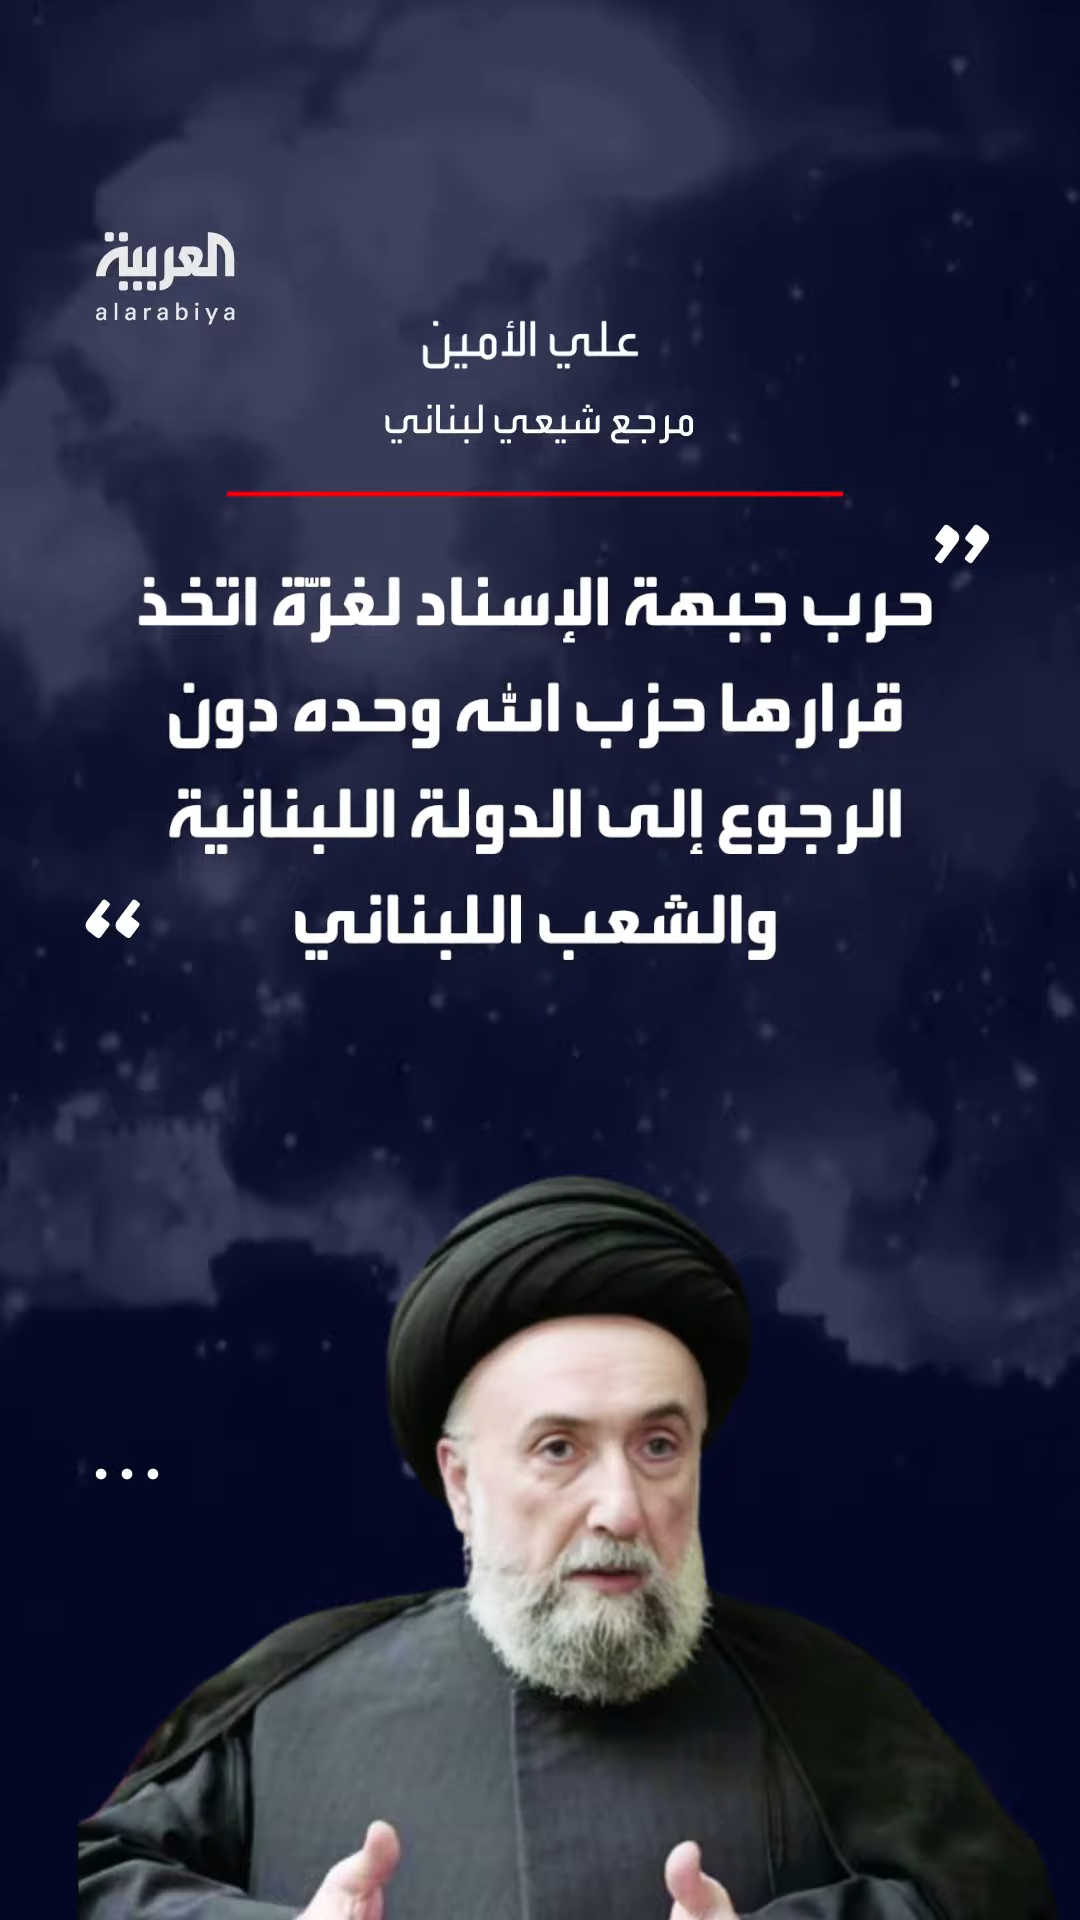 العربية
alarabiya
علي الأمين
مرجع شيعي لبناني
”
حرب جبهة الإسناد لغزّة اتخذ
قرارها حزب الله وحده دون
الرجوع إلى الدولة اللبنانية
والشعب اللبناني
“
...